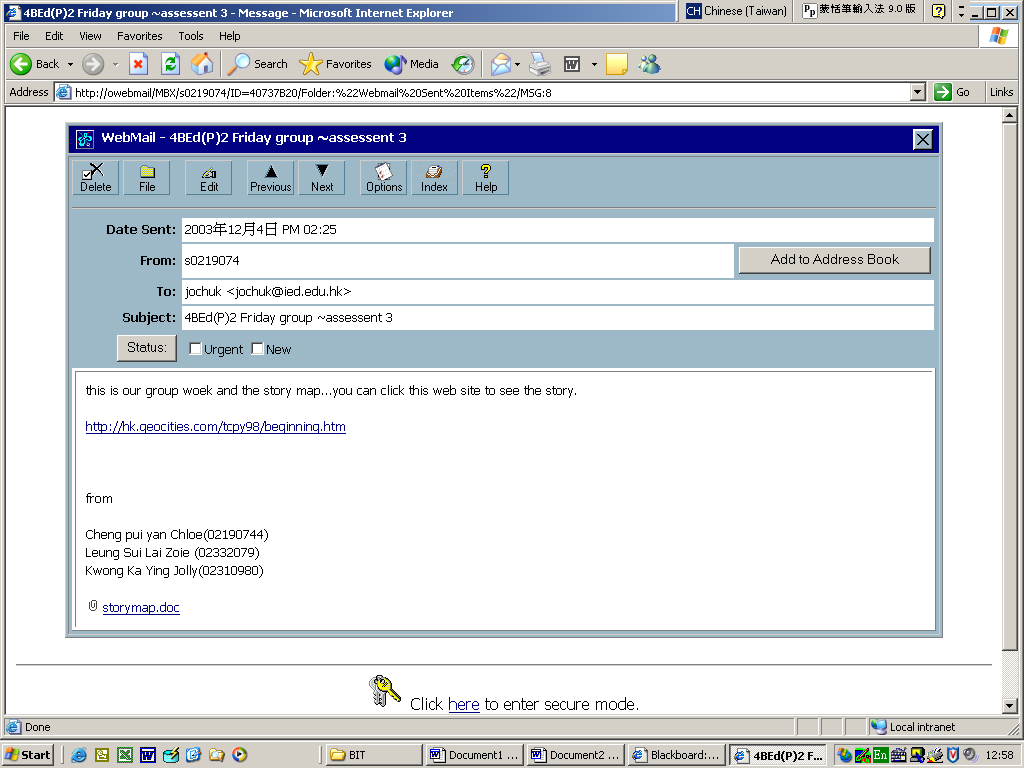 4BEd(P)2 Friday group ~assessent 3 - Message - Microsoft Internet Explorer
CH Chinese (Taiwan)
Pp 蒙恬筆輸入法 9.0 版
File Edit View Favorites Tools Help
Back Search Favorites Media
Address http://owebmail/MBX/s0219074/ID=40737B20/Folder:%22Webmail%20Sent%20Items%22/MSG:8 Go Links
WebMail - 4BEd(P)2 Friday group ~assessent 3
Delete File Edit Previous Next Options Index Help
Date Sent: 2003年12月4日 PM 02:25
From: s0219074 Add to Address Book
To: jochuk <jochuk@ied.edu.hk>
Subject: 4BEd(P)2 Friday group ~assessent 3
Status: Urgent New
this is our group woek and the story map...you can click this web site to see the story.
http://hk.geocities.com/tcpy98/beginning.htm
from
Cheng pui yan Chloe(02190744)
Leung Sui Lai Zoie (02332079)
Kwong Ka Ying Jolly(02310980)
storymap.doc
Click here to enter secure mode.
Done Local intranet
Start BIT Document1 ... Document2 ... Blackboard:... 4BEd(P)2 F... En 12:58